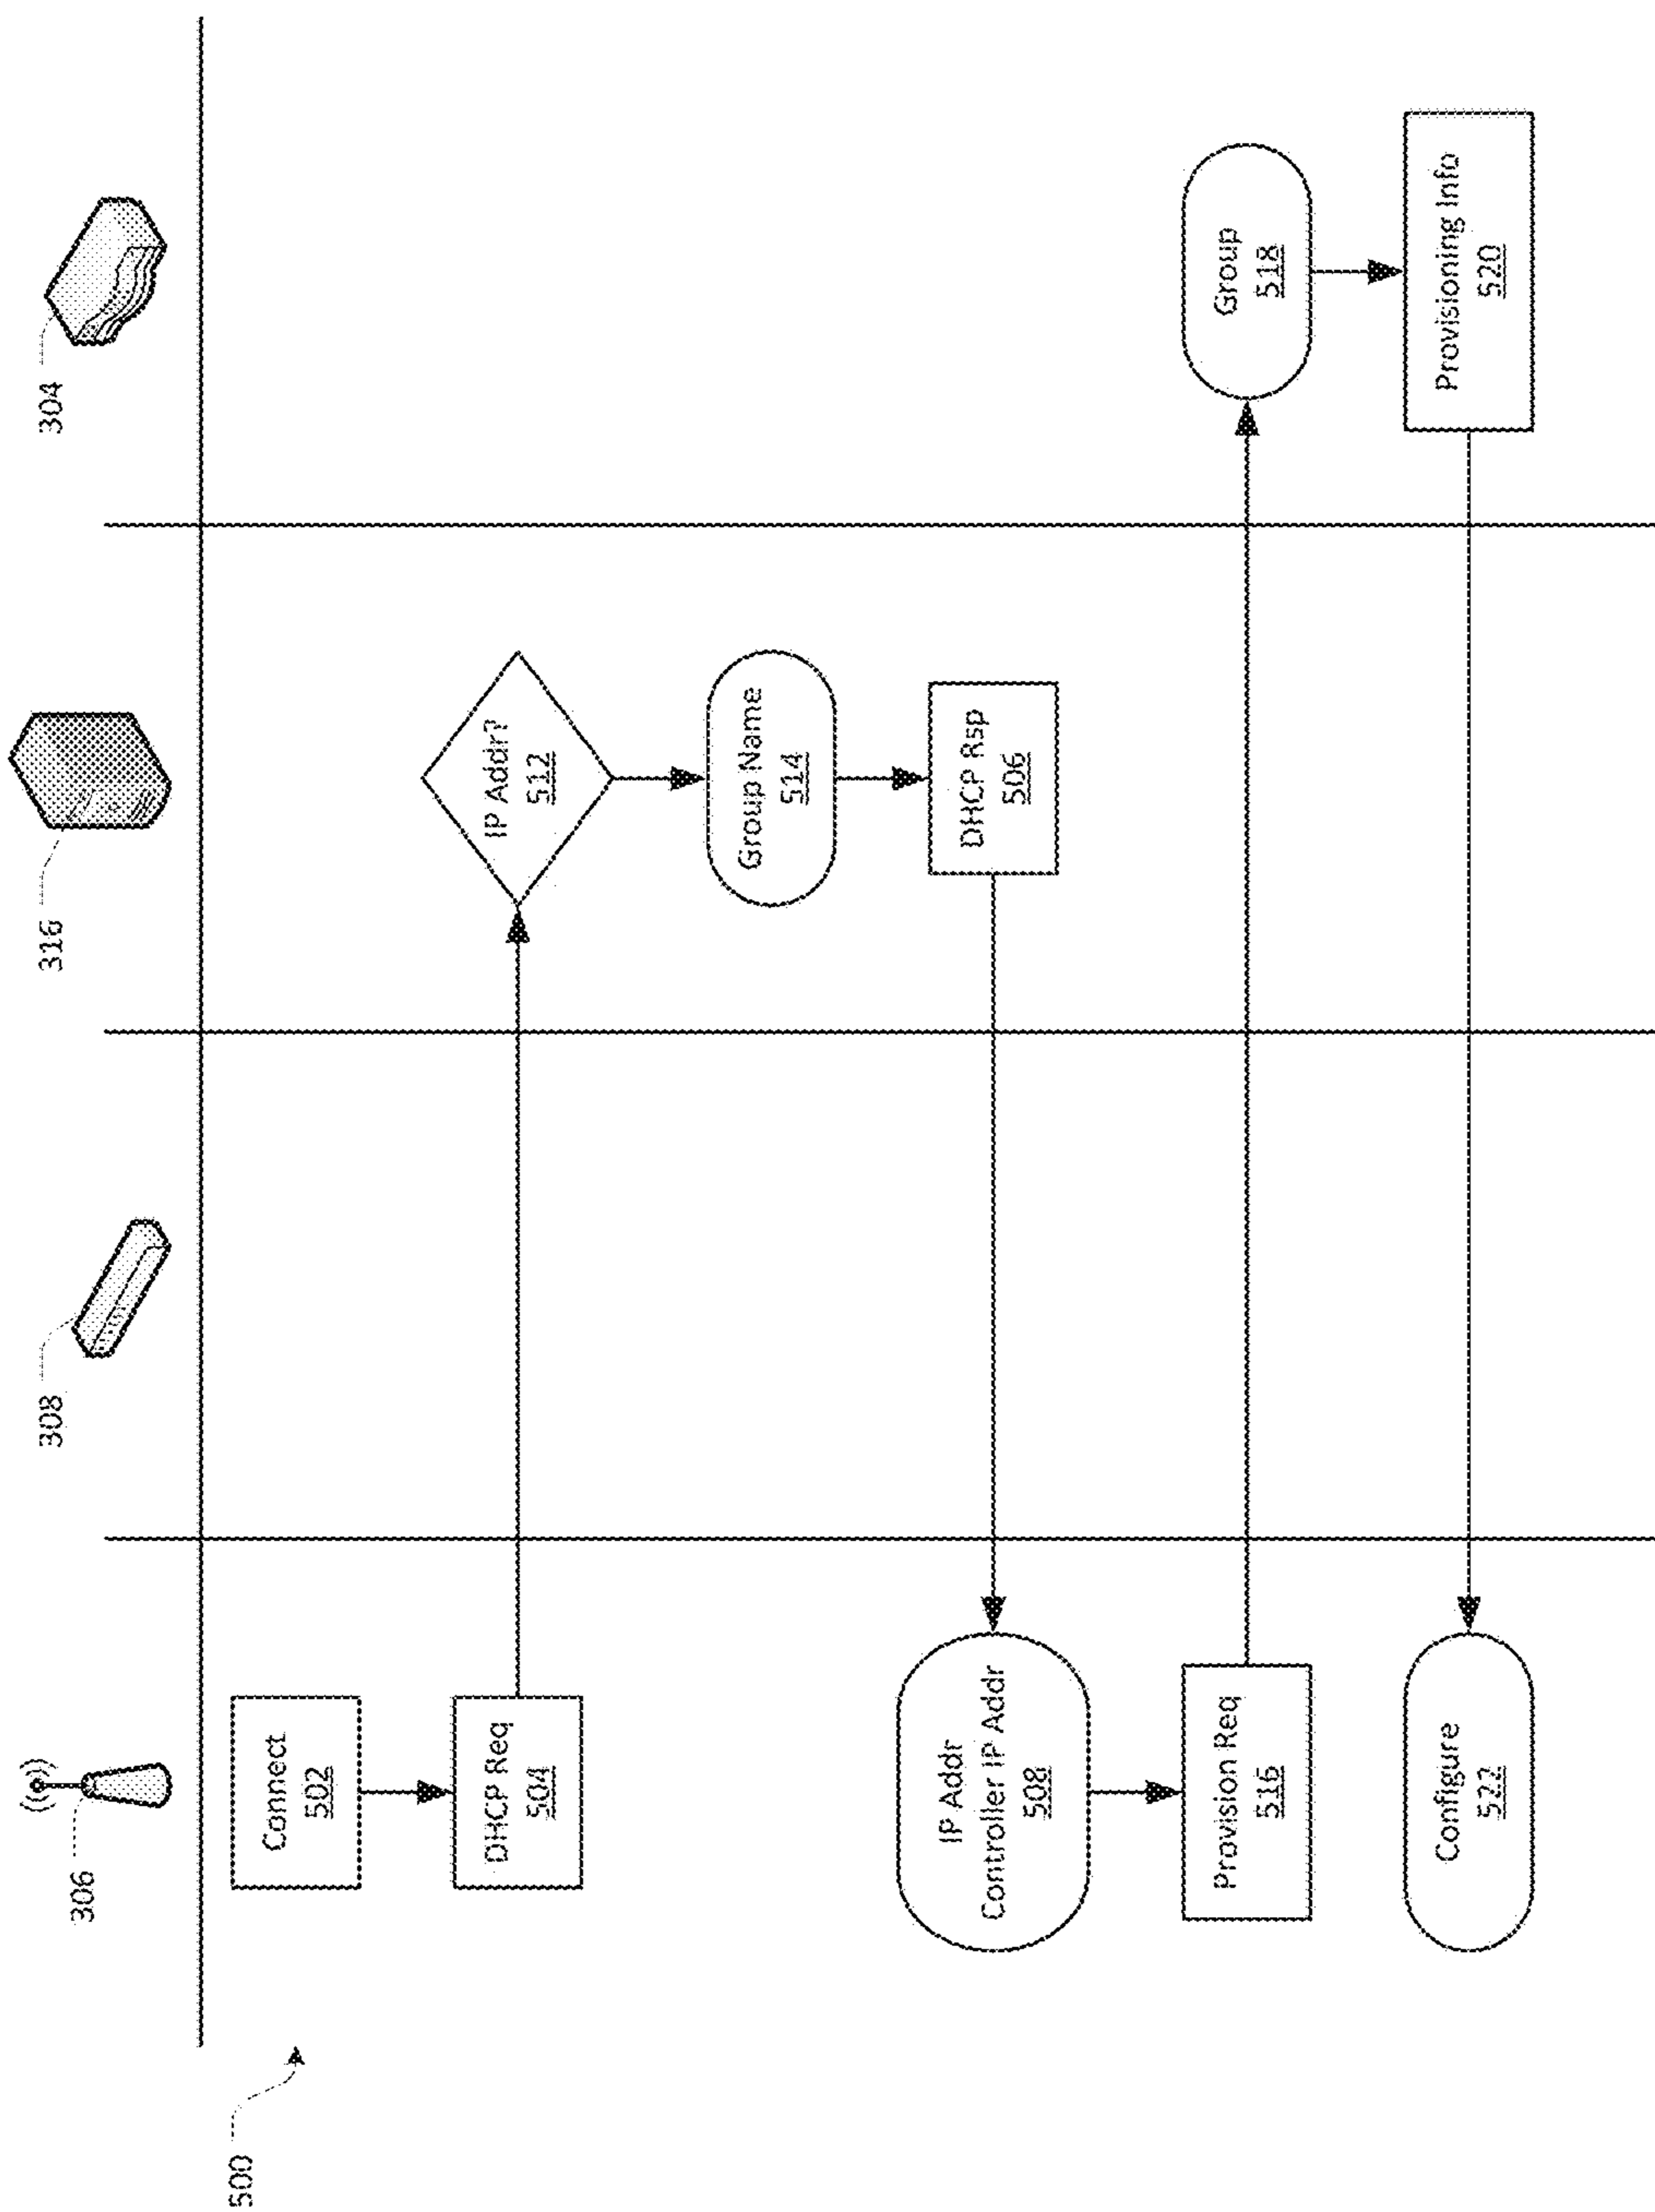 500
306
308
316
304
Connect
502
DHCP Req
504
IP Addr?
512
Group Name
514
DHCP Rsp
506
IP Addr
Controller IP Addr
508
Provision Req
516
Group
518
Provisioning Info
520
Configure
522